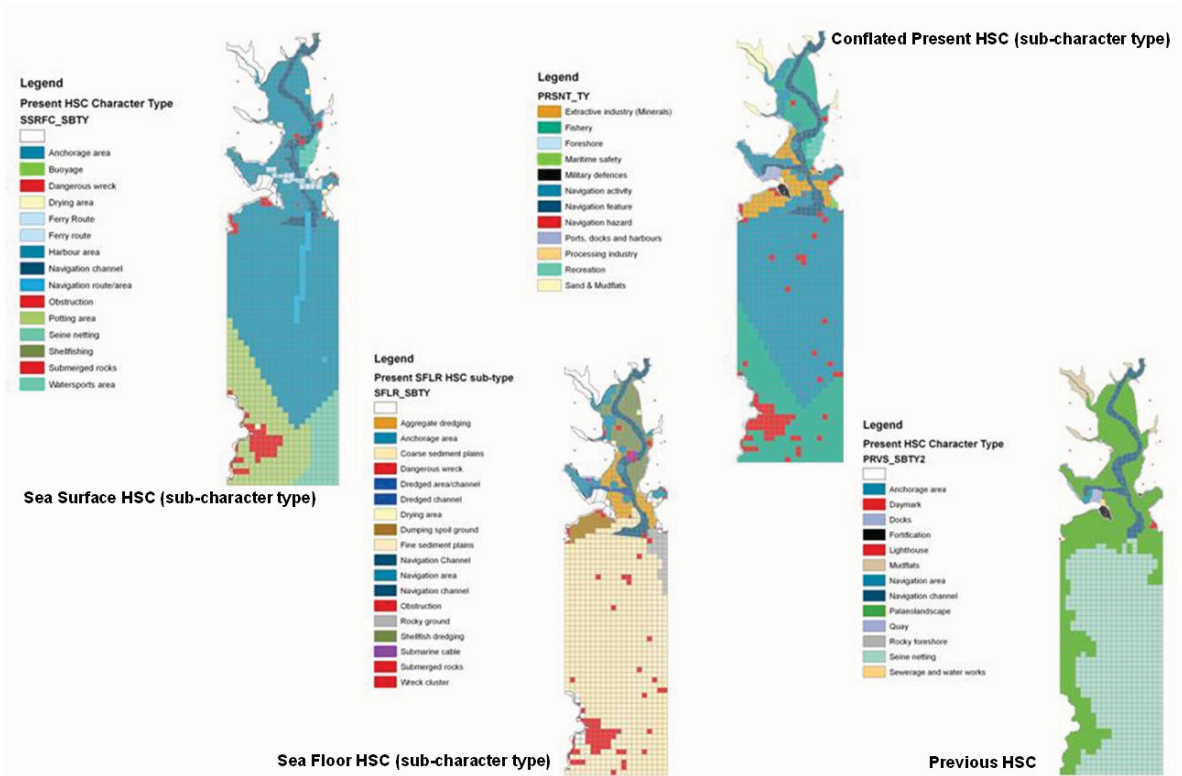 Conflated Present HSC (sub-character type)
Legend
Present HSC Character Type
SSRFC_SBTY
Anchorage area
Buoyage
Dangerous wreck
Drying area
Ferry Route
Ferry route
Harbour area
Navigation channel
Navigation route/area
Obstruction
Potting area
Seine netting
Shellfishing
Submerged rocks
Watersports area
Sea Surface HSC (sub-character type)
Legend
PRSNT_TY
Extractive industry (Minerals)
Fishery
Foreshore
Maritime safety
Military defences
Navigation activity
Navigation feature
Navigation hazard
Ports, docks and harbours
Processing industry
Recreation
Sand & Mudflats
Legend
Present SFLR HSC sub-type
SFLR_SBTY
Aggregate dredging
Anchorage area
Coarse sediment plains
Dangerous wreck
Dredged area/channel
Dredged channel
Drying area
Dumping spoil ground
Fine sediment plains
Navigation Channel
Navigation area
Navigation channel
Obstruction
Rocky ground
Shellfish dredging
Submarine cable
Submerged rocks
Wreck cluster
Sea Floor HSC (sub-character type)
Legend
Present HSC Character Type
PRVS_SBTY2
Anchorage area
Daymark
Docks
Fortification
Lighthouse
Mudflats
Navigation area
Navigation channel
Palaeolandscape
Quay
Rocky foreshore
Seine netting
Sewerage and water works
Previous HSC